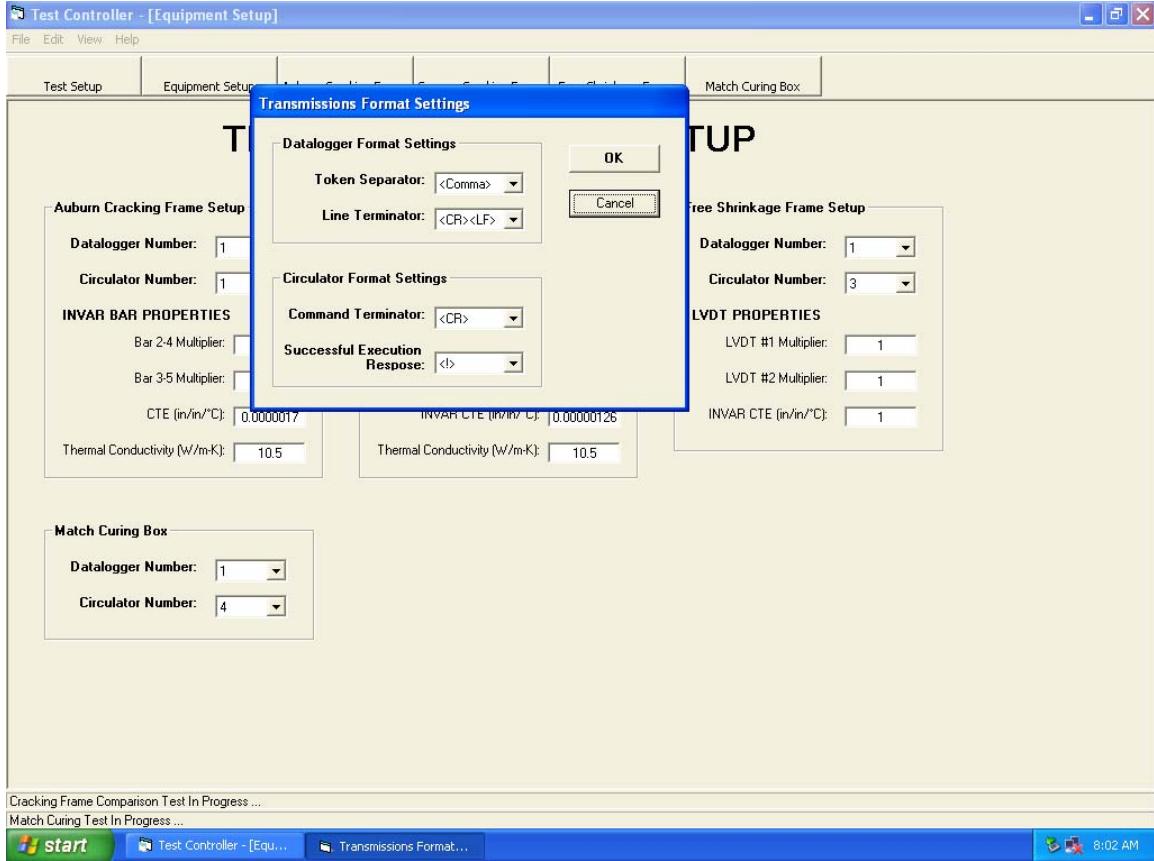 Test Controller - [Equipment Setup]
File Edit View Help
Test Setup
Equipment Setup
Match Curing Box
Transmissions Format Settings
Datalogger Format Settings
Token Separator: <Comma>
Line Terminator: <CR><LF>
OK
Cancel
Circulator Format Settings
Command Terminator: <CR>
Successful Execution
Respose: <!>
TUP
Auburn Cracking Frame Setup
Datalogger Number: 1
Circulator Number: 1
INVAR BAR PROPERTIES
Bar 2-4 Multiplier:
Bar 3-5 Multiplier:
CTE (in/in/°C): 0.0000017
Thermal Conductivity (W/m-K): 10.5
INVAR CTE (in/in/°C): 0.00000126
Thermal Conductivity (W/m-K): 10.5
Free Shrinkage Frame Setup
Datalogger Number: 1
Circulator Number: 3
LVDT PROPERTIES
LVDT #1 Multiplier: 1
LVDT #2 Multiplier: 1
INVAR CTE (in/in/°C): 1
Match Curing Box
Datalogger Number: 1
Circulator Number: 4
Cracking Frame Comparison Test In Progress ...
Match Curing Test In Progress ...
start
Test Controller - [Equ...
Transmissions Format...
8:02 AM